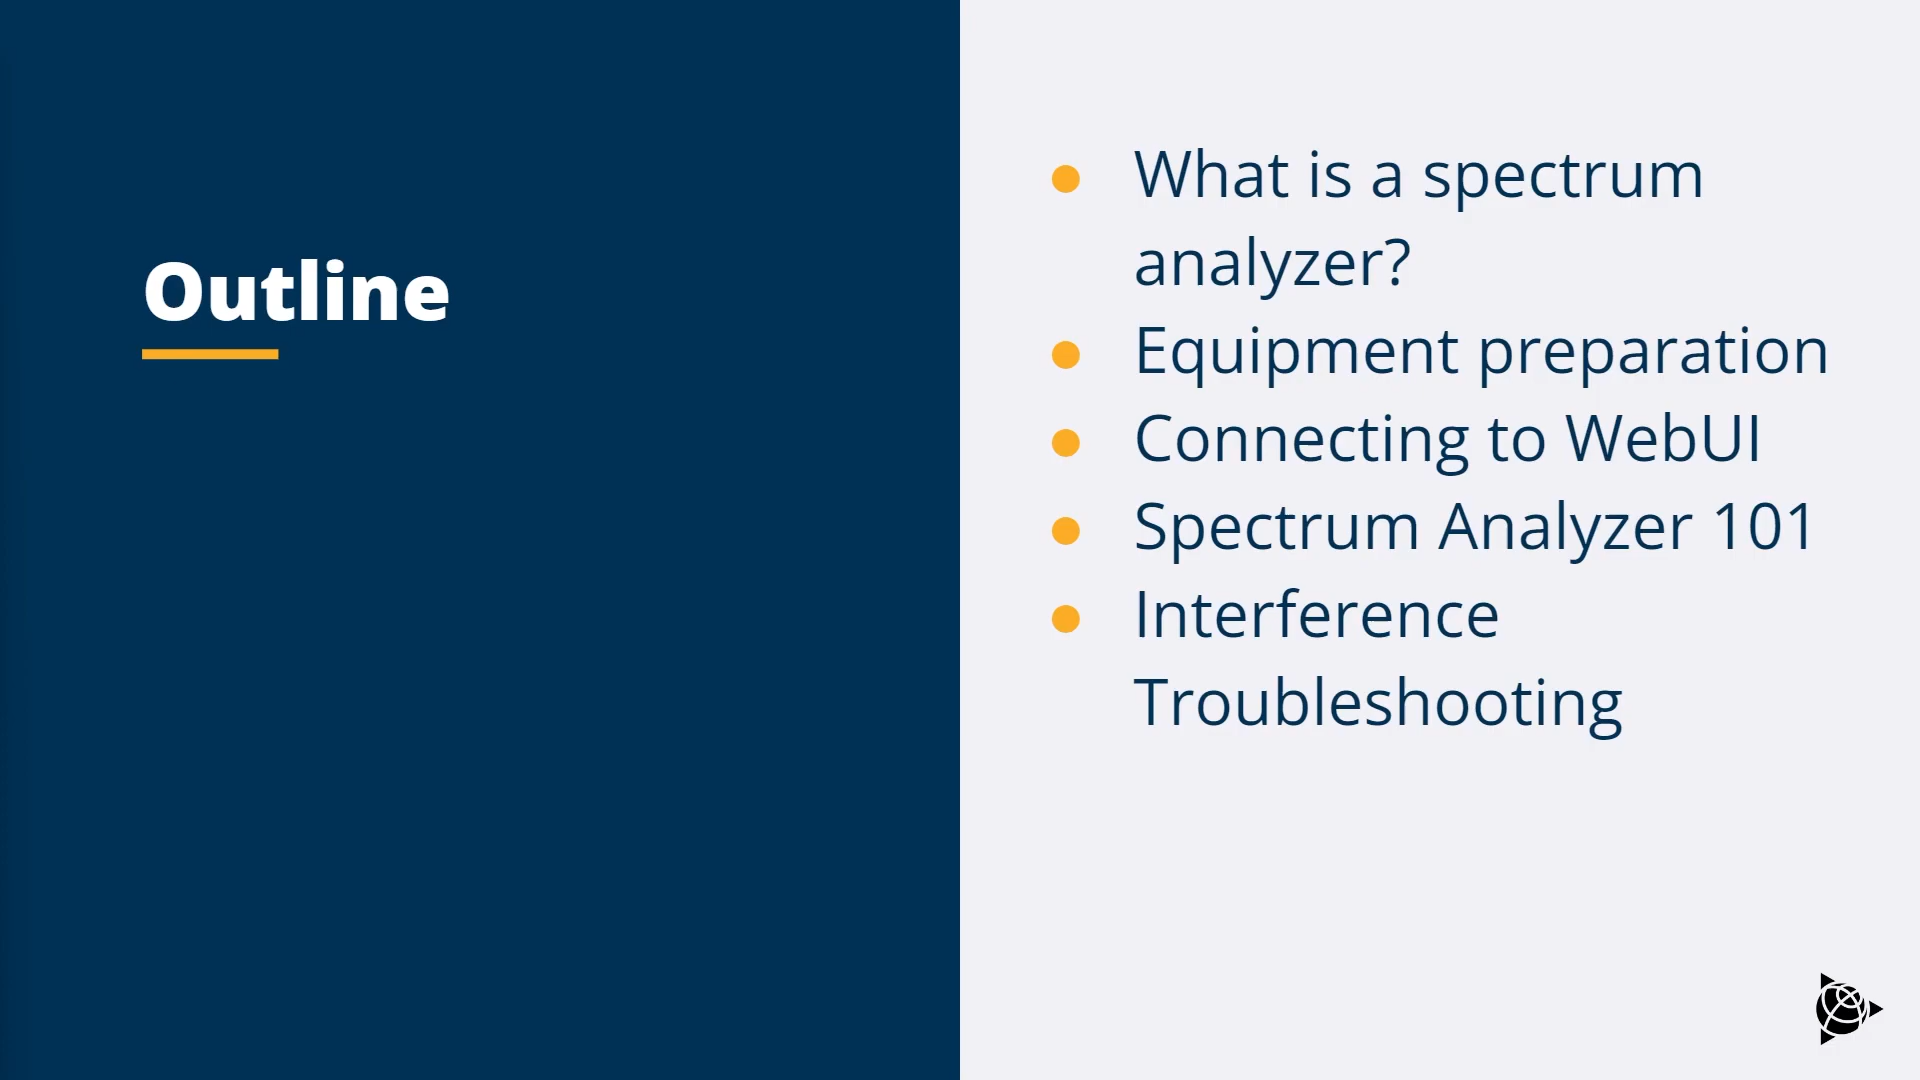 Outline
What is a spectrum
analyzer?
Equipment preparation
Connecting to WebUI
Spectrum Analyzer 101
Interference
Troubleshooting